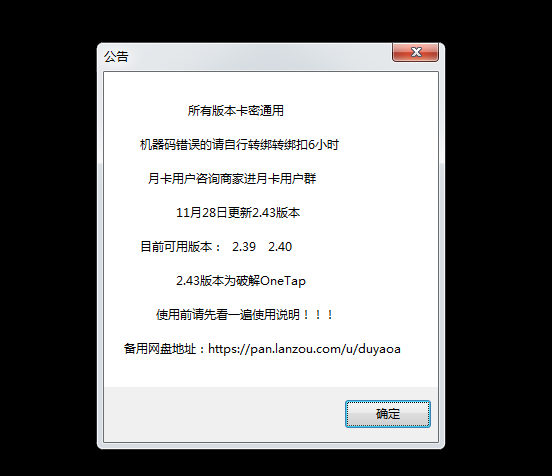 公告
所有版本卡密通用
机器码错误的请自行转绑转绑扣6小时
月卡用户咨询商家进月卡用户群
11月28日更新2.43版本
目前可用版本： 2.39 2.40
2.43版本为破解OneTap
使用前请先看一遍使用说明！！！
备用网盘地址：https://pan.lanzou.com/u/duyaoa
确定